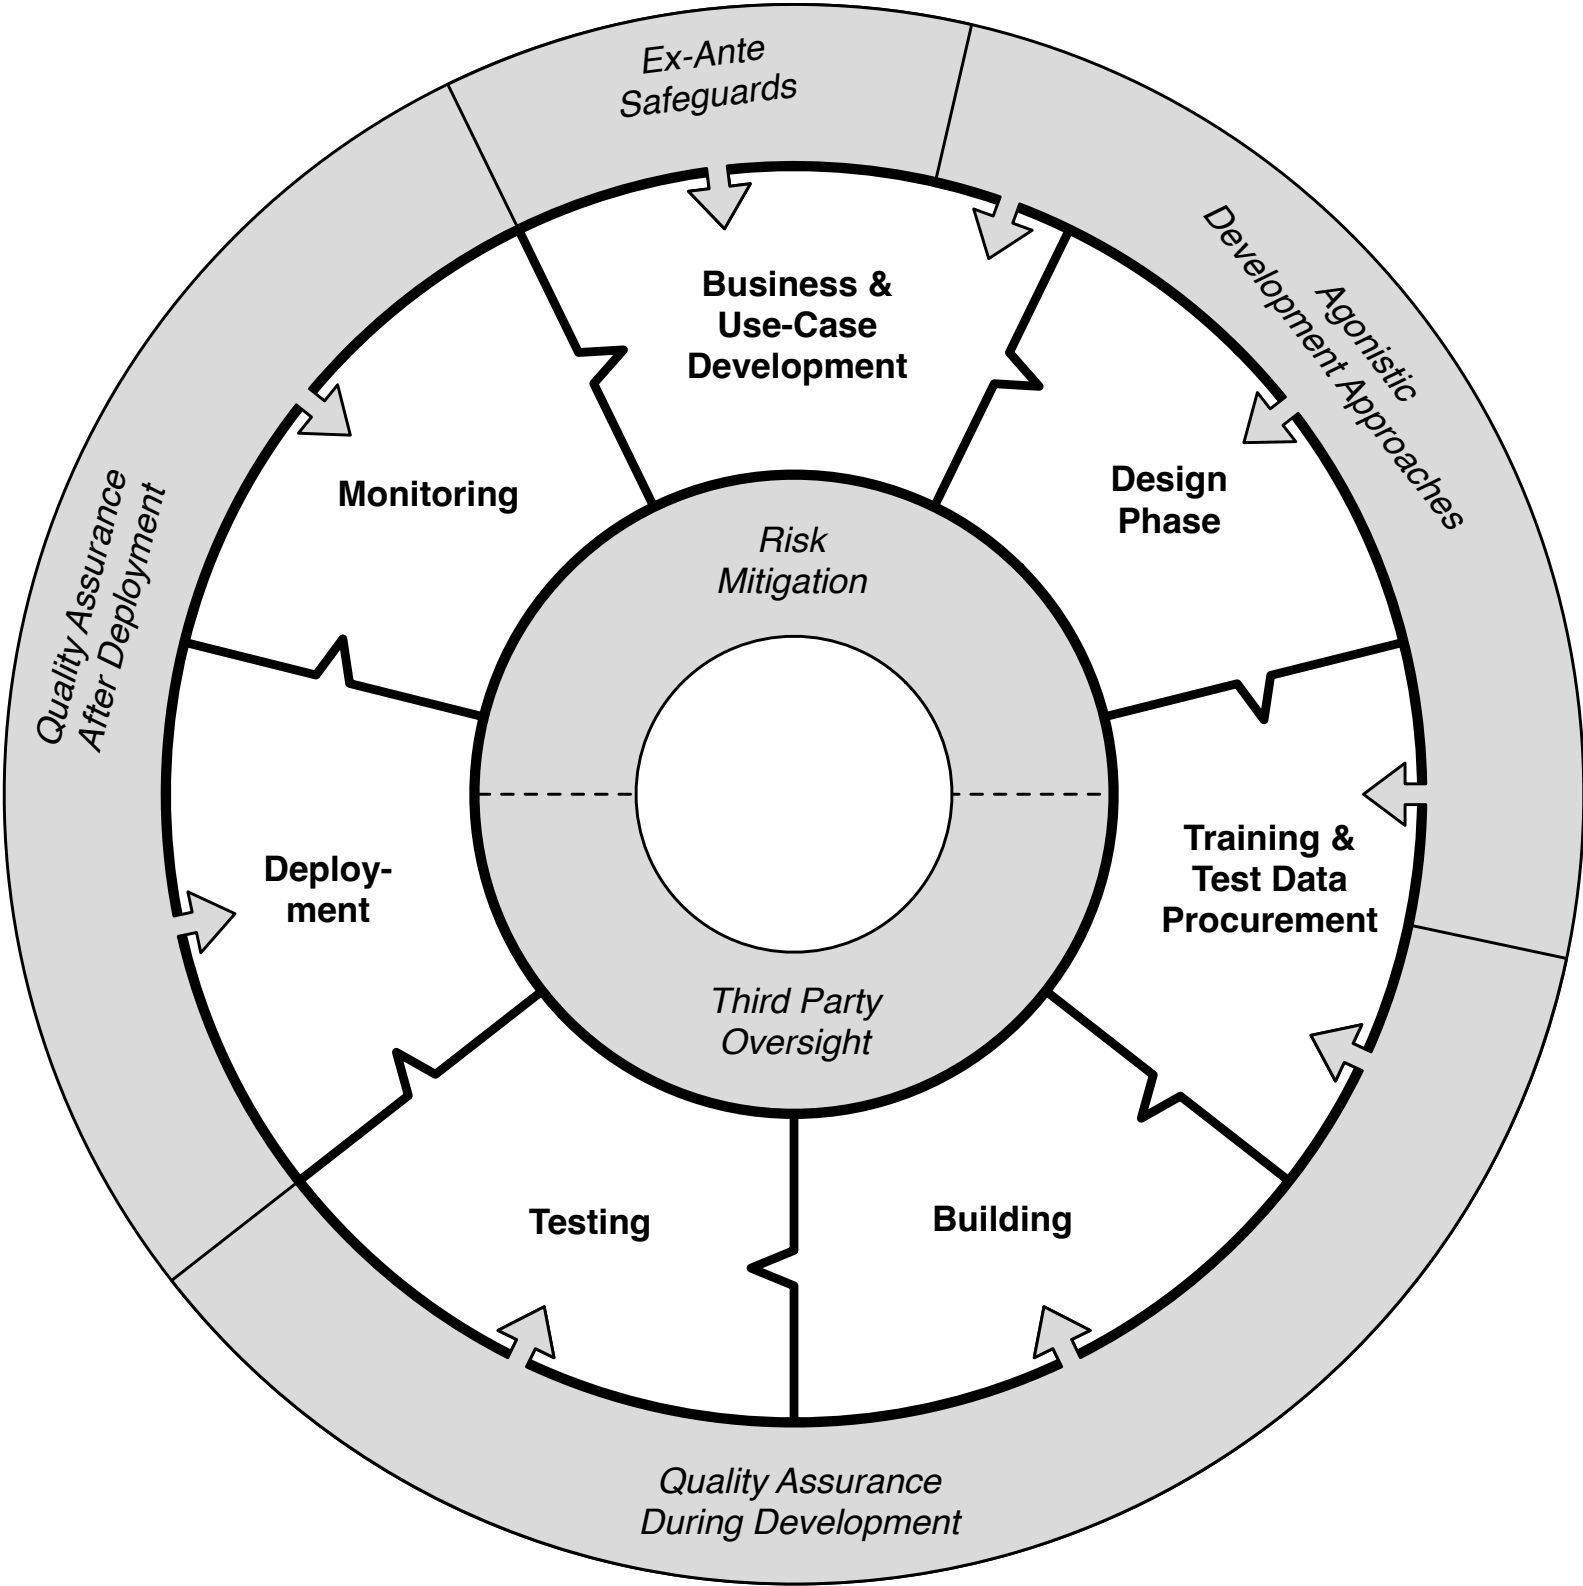 Ex-Ante
Safeguards
Agonistic
Development Approaches
Business &
Use-Case
Development
Design
Phase
Monitoring
Risk
Mitigation
Quality Assurance
After Deployment
Training &
Test Data
Procurement
Deploy-
ment
Third Party
Oversight
Testing
Building
Quality Assurance
During Development